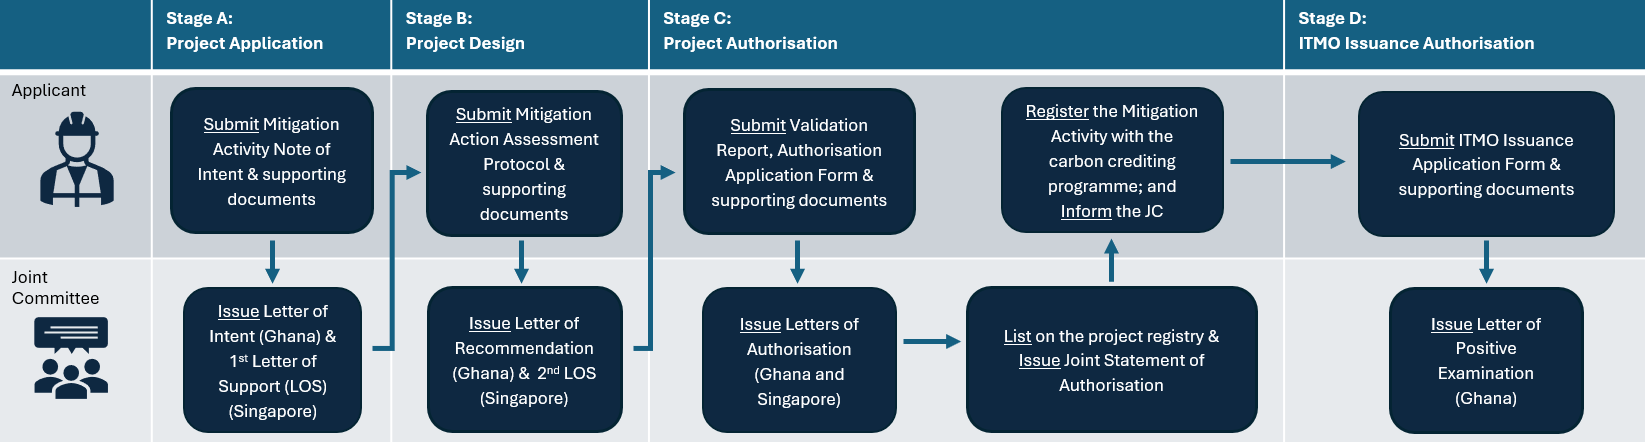 Stage A:
Project Application
Stage B:
Project Design
Stage C:
Project Authorisation
Stage D:
ITMO Issuance Authorisation
Applicant
Submit Mitigation
Activity Note of
Intent & supporting
documents
Submit Mitigation
Action Assessment
Protocol &
supporting
documents
Submit Validation
Report, Authorisation
Application Form &
supporting documents
Register the Mitigation
Activity with the
carbon crediting
programme; and
Inform the JC
Submit ITMO Issuance
Application Form &
supporting documents
Joint
Committee
Issue Letter of
Intent (Ghana) &
1st Letter of
Support (LOS)
(Singapore)
Issue Letter of
Recommendation
(Ghana) & 2nd LOS
(Singapore)
Issue Letters of
Authorisation
(Ghana and
Singapore)
List on the project registry &
Issue Joint Statement of
Authorisation
Issue Letter of
Positive
Examination
(Ghana)